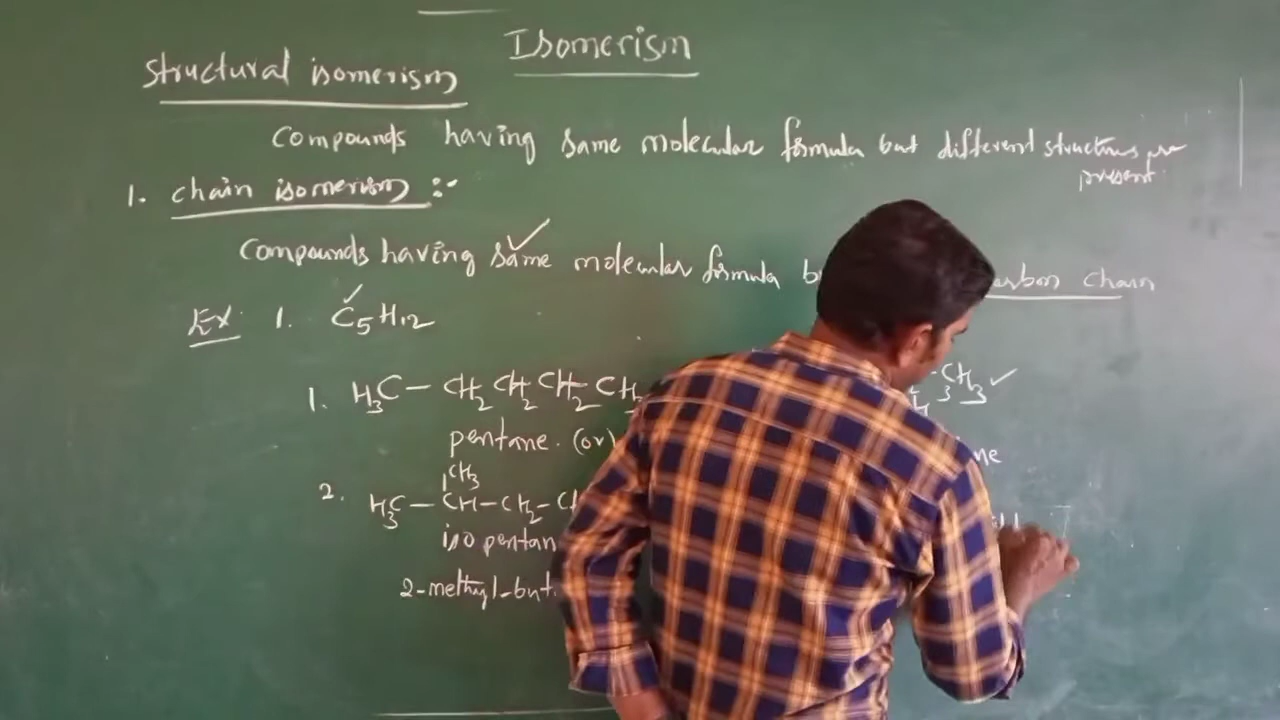 Isomerism
Structural isomerism
Compounds having same molecular formula but different structures are
present.
1. chain isomerism :-
Compounds having same molecular formula carbon chain
Ex: 1. C5H12
1. H3C - CH2 CH2 CH2 CH CH3
pentane. (or)
CH3
2. H3C - CH - CH2 -
iso pentan
2-methyl-but